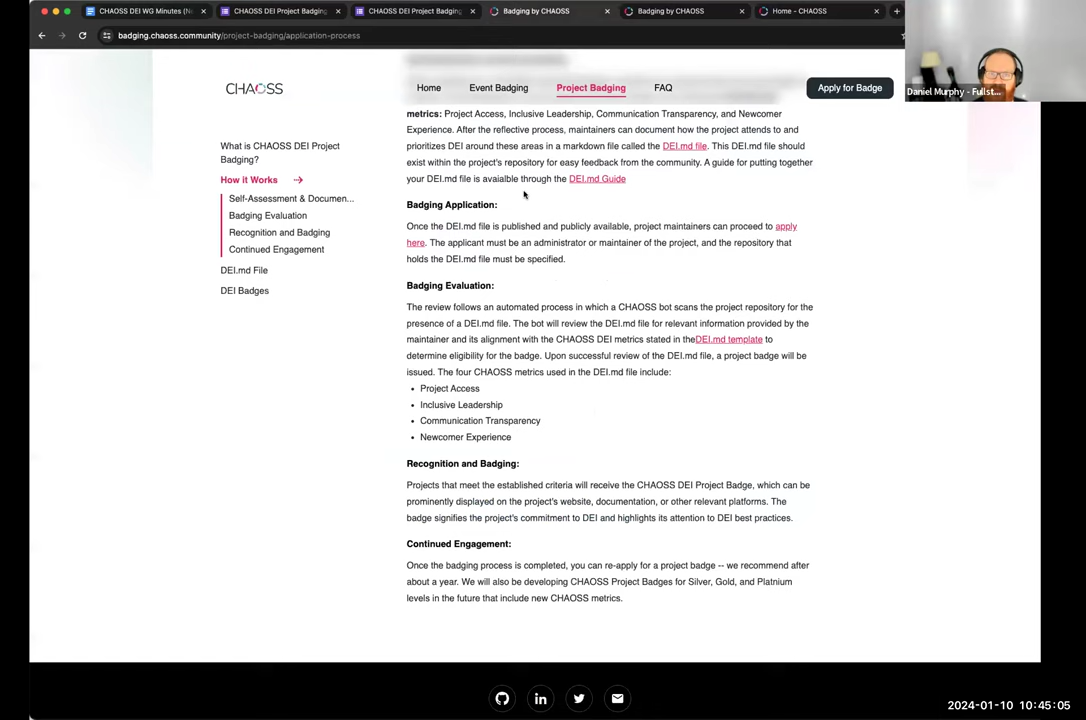 CHAOSS DEI WG Minutes (N
CHAOSS DEI Project Badging
CHAOSS DEI Project Badging
Badging by CHAOSS
Badging by CHAOSS
Home - CHAOSS
badging.chaoss.community/project-badging/application-process
Daniel Murphy - Fullst...
CHAOSS
Home
Event Badging
Project Badging
FAQ
Apply for Badge
What is CHAOSS DEI Project
Badging?
How it Works
Self-Assessment & Documen...
Badging Evaluation
Recognition and Badging
Continued Engagement
DEI.md File
DEI Badges
metrics: Project Access, Inclusive Leadership, Communication Transparency, and Newcomer
Experience. After the reflective process, maintainers can document how the project attends to and
prioritizes DEI around these areas in a markdown file called the DEI.md file. This DEI.md file should
exist within the project's repository for easy feedback from the community. A guide for putting together
your DEI.md file is avaialble through the DEI.md Guide
Badging Application:
Once the DEI.md file is published and publicly available, project maintainers can proceed to apply
here. The applicant must be an administrator or maintainer of the project, and the repository that
holds the DEI.md file must be specified.
Badging Evaluation:
The review follows an automated process in which a CHAOSS bot scans the project repository for the
presence of a DEI.md file. The bot will review the DEI.md file for relevant information provided by the
maintainer and its alignment with the CHAOSS DEI metrics stated in theDEI.md template to
determine eligibility for the badge. Upon successful review of the DEI.md file, a project badge will be
issued. The four CHAOSS metrics used in the DEI.md file include:
• Project Access
• Inclusive Leadership
• Communication Transparency
• Newcomer Experience
Recognition and Badging:
Projects that meet the established criteria will receive the CHAOSS DEI Project Badge, which can be
prominently displayed on the project's website, documentation, or other relevant platforms. The
badge signifies the project's commitment to DEI and highlights its attention to DEI best practices.
Continued Engagement:
Once the badging process is completed, you can re-apply for a project badge -- we recommend after
about a year. We will also be developing CHAOSS Project Badges for Silver, Gold, and Platnium
levels in the future that include new CHAOSS metrics.
2024-01-10 10:45:05